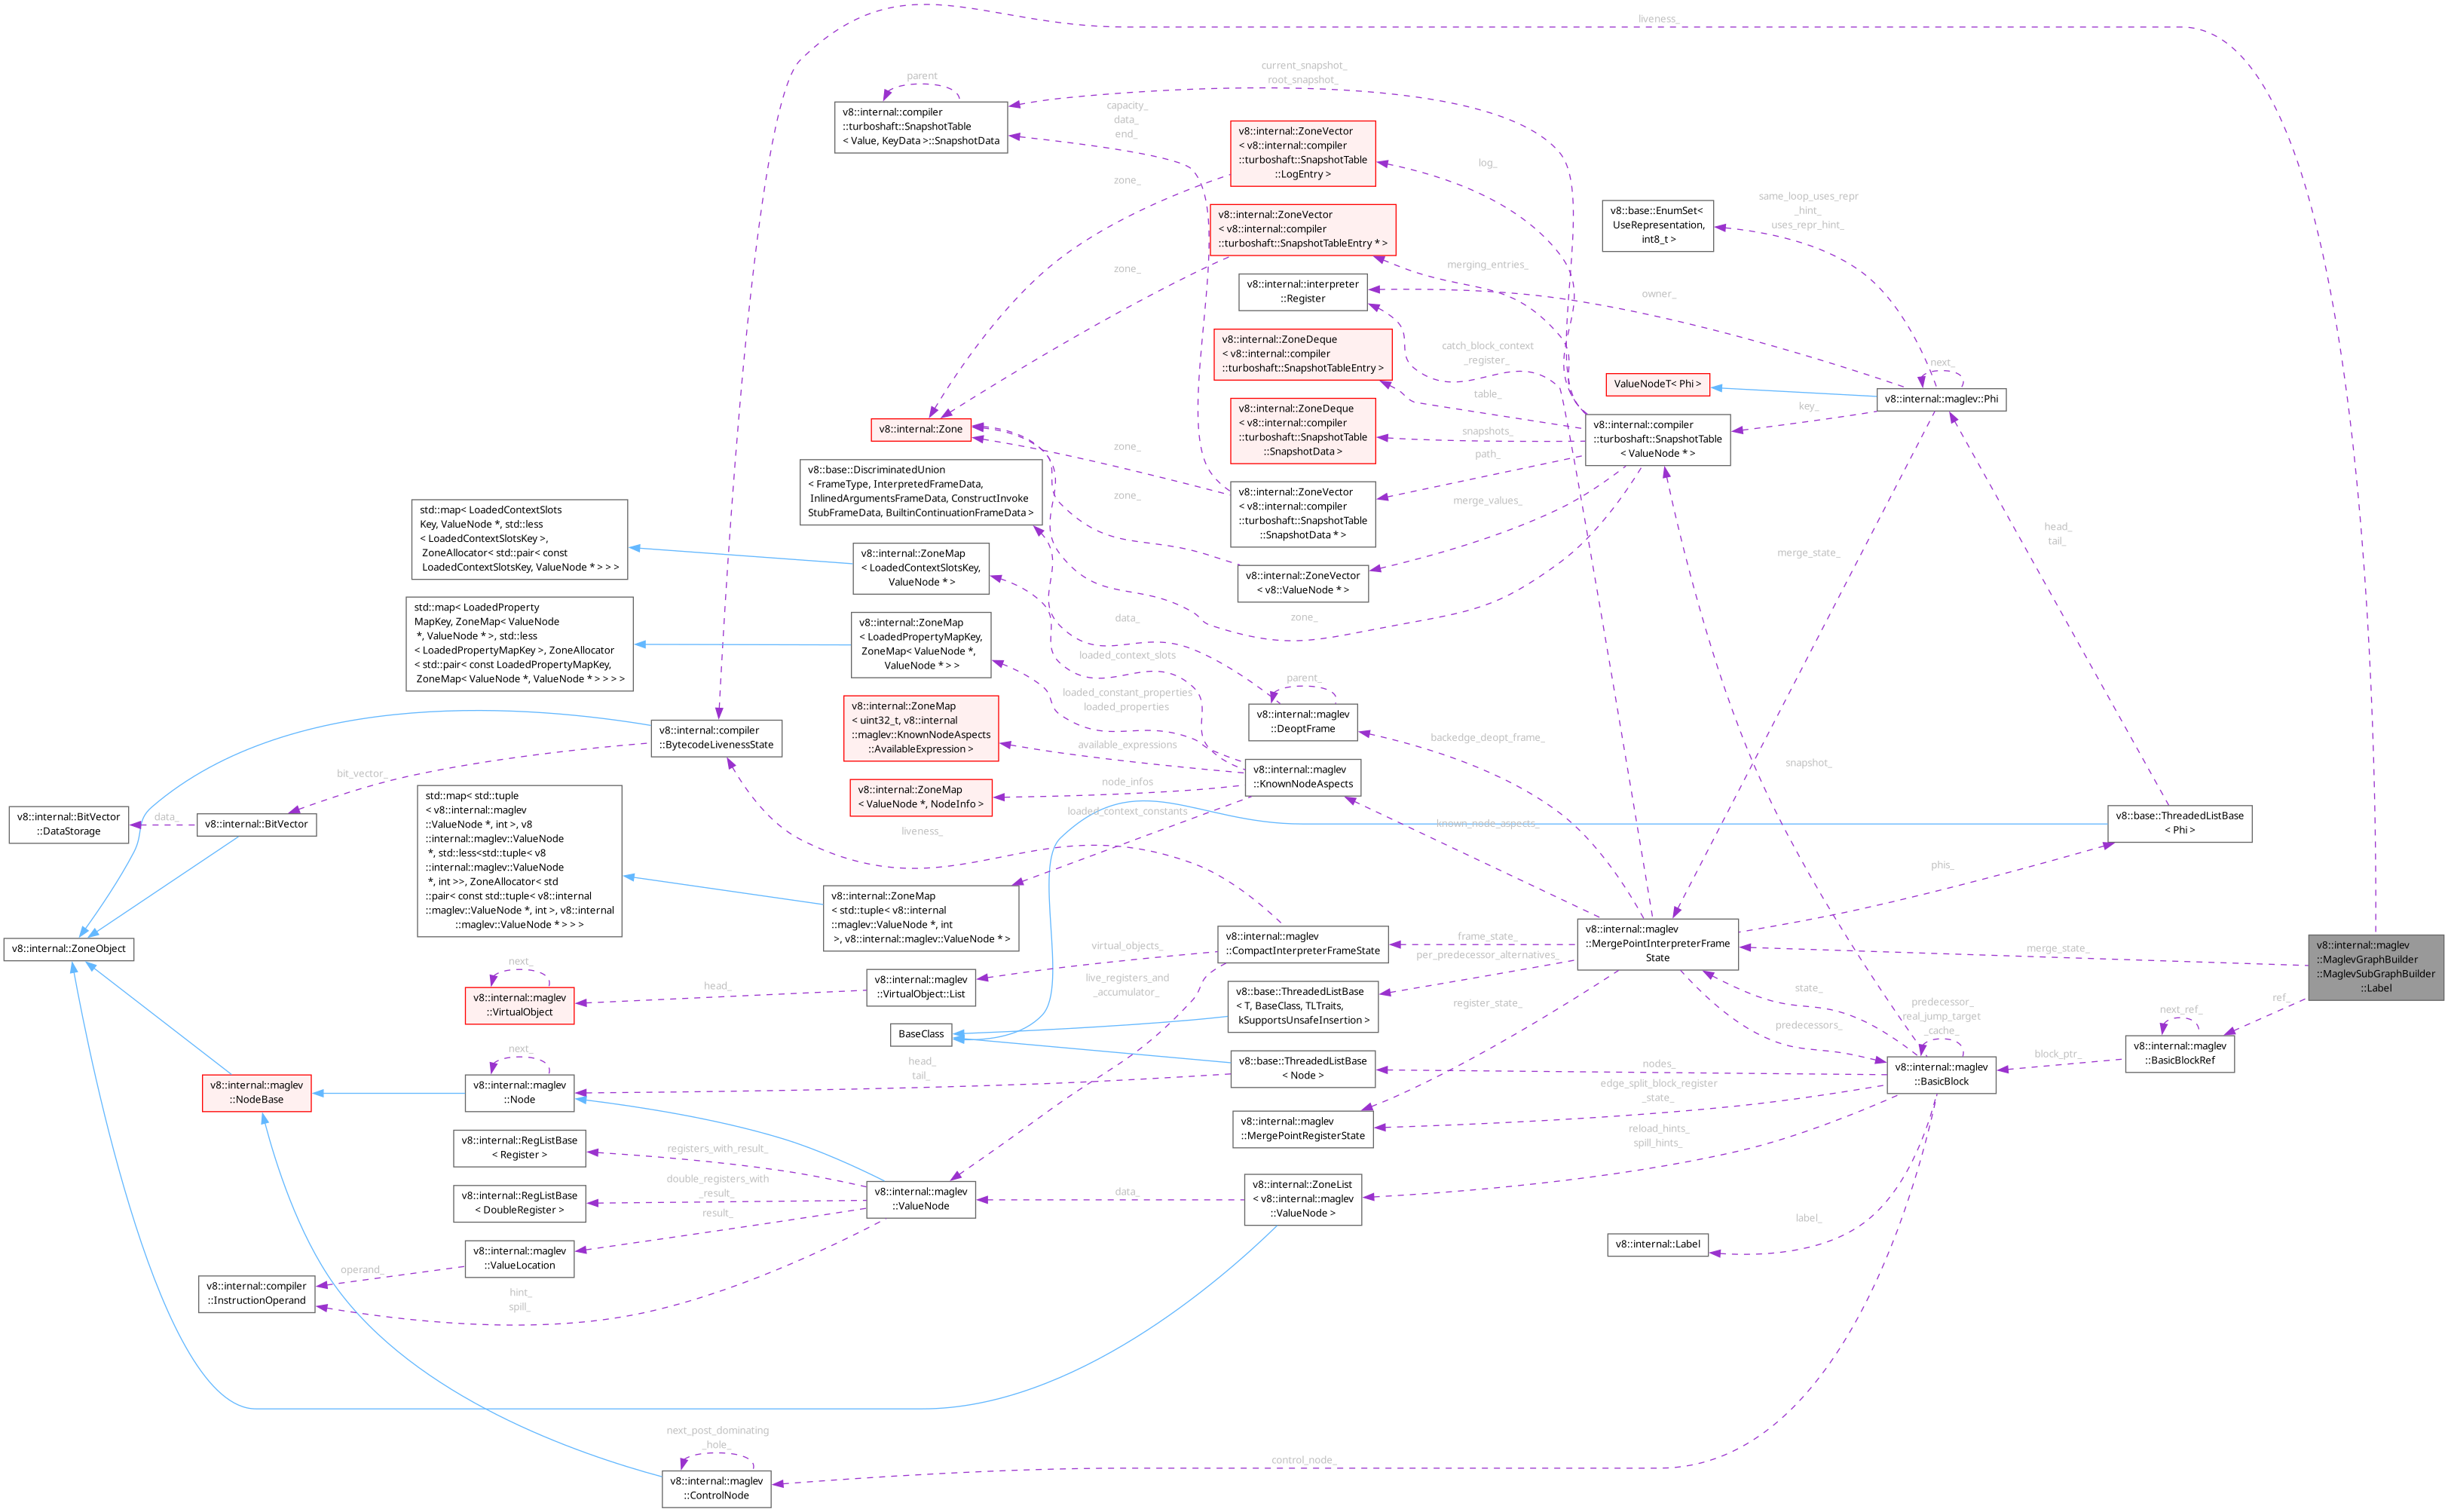 liveness_
current_snapshot_
root_snapshot_
parent
v8::internal::compiler
::turboshaft::SnapshotTable
< Value, KeyData >::SnapshotData
capacity_
data_
end_
v8::internal::ZoneVector
< v8::internal::compiler
::turboshaft::SnapshotTable
::LogEntry >
log_
zone_
v8::internal::ZoneVector
< v8::internal::compiler
::turboshaft::SnapshotTableEntry * >
merging_entries_
zone_
v8::base::EnumSet<
UseRepresentation,
int8_t >
same_loop_uses_repr
_hint_
uses_repr_hint_
v8::internal::interpreter
::Register
owner_
v8::internal::ZoneDeque
< v8::internal::compiler
::turboshaft::SnapshotTableEntry >
catch_block_context
_register_
table_
ValueNodeT< Phi >
next_
v8::internal::maglev::Phi
key_
v8::internal::Zone
v8::internal::ZoneDeque
< v8::internal::compiler
::turboshaft::SnapshotTable
::SnapshotData >
snapshots_
v8::internal::compiler
::turboshaft::SnapshotTable
< ValueNode * >
zone_
path_
v8::base::DiscriminatedUnion
< FrameType, InterpretedFrameData,
InlinedArgumentsFrameData, ConstructInvoke
StubFrameData, BuiltinContinuationFrameData >
zone_
v8::internal::ZoneVector
< v8::internal::compiler
::turboshaft::SnapshotTable
::SnapshotData * >
merge_values_
head_
tail_
std::map< LoadedContextSlots
Key, ValueNode *, std::less
< LoadedContextSlotsKey >,
ZoneAllocator< std::pair< const
LoadedContextSlotsKey, ValueNode * > > >
v8::internal::ZoneMap
< LoadedContextSlotsKey,
ValueNode * >
v8::internal::ZoneVector
< v8::ValueNode * >
merge_state_
std::map< LoadedProperty
MapKey, ZoneMap< ValueNode
*, ValueNode * >, std::less
< LoadedPropertyMapKey >, ZoneAllocator
< std::pair< const LoadedPropertyMapKey,
ZoneMap< ValueNode *, ValueNode * > > > >
v8::internal::ZoneMap
< LoadedPropertyMapKey,
ZoneMap< ValueNode *,
ValueNode * > >
data_
zone_
loaded_context_slots
parent_
loaded_constant_properties
loaded_properties
v8::internal::maglev
::DeoptFrame
v8::internal::ZoneMap
< uint32_t, v8::internal
::maglev::KnownNodeAspects
::AvailableExpression >
available_expressions
backedge_deopt_frame_
v8::internal::compiler
::BytecodeLivenessState
bit_vector_
v8::internal::maglev
::KnownNodeAspects
snapshot_
v8::internal::ZoneMap
< ValueNode *, NodeInfo >
node_infos
loaded_context_constants
v8::internal::BitVector
::DataStorage
data_
v8::internal::BitVector
std::map< std::tuple
< v8::internal::maglev
::ValueNode *, int >, v8
::internal::maglev::ValueNode
*, std::less<std::tuple< v8
::internal::maglev::ValueNode
*, int >>, ZoneAllocator< std
::pair< const std::tuple< v8::internal
::maglev::ValueNode *, int >, v8::internal
::maglev::ValueNode * > > >
liveness_
known_node_aspects_
v8::base::ThreadedListBase
< Phi >
phis_
v8::internal::ZoneMap
< std::tuple< v8::internal
::maglev::ValueNode *, int
>, v8::internal::maglev::ValueNode * >
v8::internal::ZoneObject
virtual_objects_
v8::internal::maglev
::CompactInterpreterFrameState
frame_state_
per_predecessor_alternatives_
v8::internal::maglev
::MergePointInterpreterFrame
State
merge_state_
v8::internal::maglev
::MaglevGraphBuilder
::MaglevSubGraphBuilder
::Label
next_
v8::internal::maglev
::VirtualObject
head_
v8::internal::maglev
::VirtualObject::List
live_registers_and
_accumulator_
v8::base::ThreadedListBase
< T, BaseClass, TLTraits,
kSupportsUnsafeInsertion >
register_state_
state_
predecessors_
predecessor_
real_jump_target
_cache_
next_ref_
ref_
BaseClass
v8::internal::maglev
::BasicBlockRef
block_ptr_
next_
head_
tail_
v8::base::ThreadedListBase
< Node >
nodes_
v8::internal::maglev
::BasicBlock
v8::internal::maglev
::NodeBase
v8::internal::maglev
::Node
v8::internal::maglev
::MergePointRegisterState
edge_split_block_register
_state_
v8::internal::RegListBase
< Register >
registers_with_result_
reload_hints_
spill_hints_
v8::internal::RegListBase
< DoubleRegister >
double_registers_with
_result_
v8::internal::maglev
::ValueNode
data_
v8::internal::ZoneList
< v8::internal::maglev
::ValueNode >
result_
label_
v8::internal::Label
v8::internal::maglev
::ValueLocation
operand_
v8::internal::compiler
::InstructionOperand
hint_
spill_
next_post_dominating
_hole_
control_node_
v8::internal::maglev
::ControlNode